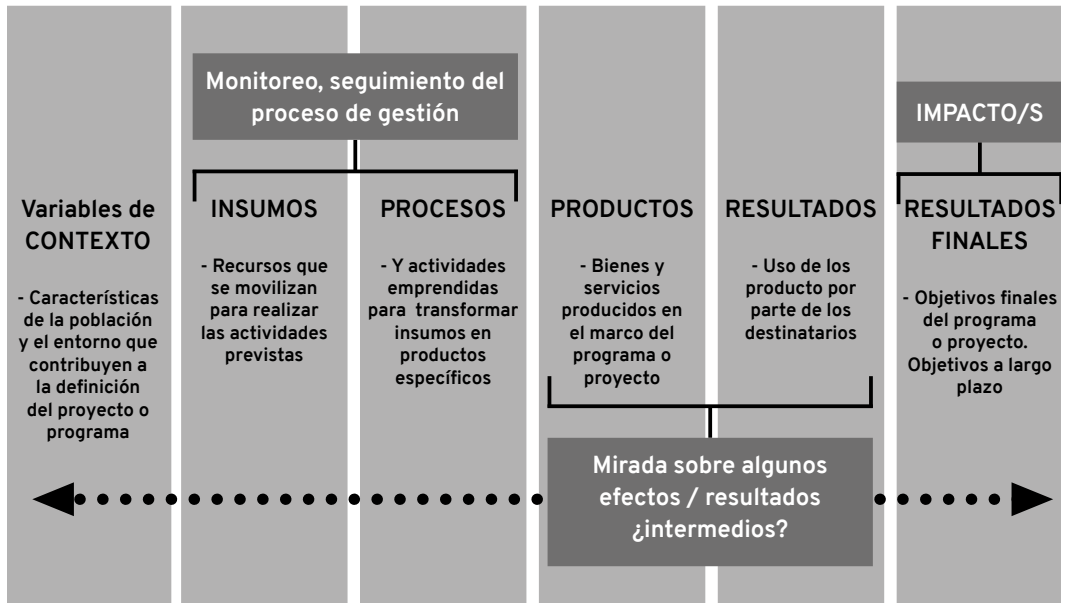 Monitoreo, seguimiento del
proceso de gestión
IMPACTO/S
Variables de
CONTEXTO
- Características
de la población
y el entorno que
contribuyen a
la definición
del proyecto o
programa
INSUMOS
- Recursos que
se movilizan
para realizar
las actividades
previstas
PROCESOS
- Y actividades
emprendidas
para transformar
insumos en
productos
específicos
PRODUCTOS
- Bienes y
servicios
producidos en
el marco del
programa o
proyecto
RESULTADOS
- Uso de los
producto por
parte de los
destinatarios
RESULTADOS
FINALES
- Objetivos finales
del programa
o proyecto.
Objetivos a largo
plazo
Mirada sobre algunos
efectos / resultados
¿intermedios?